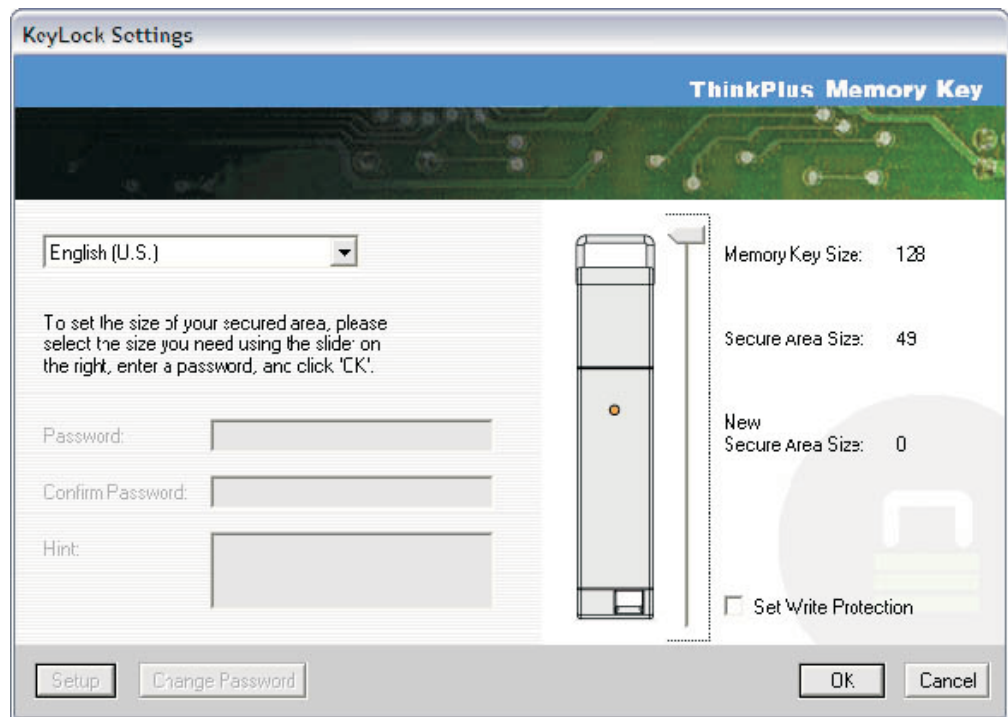 KeyLock Settings
ThinkPlus Memory Key
English (U.S.)
To set the size of your secured area, please
select the size you need using the slider on
the right, enter a password, and click 'OK'.
Password:
Confirm Password:
Hint:
Memory Key Size: 128
Secure Area Size: 49
New
Secure Area Size: 0
Set Write Protection
Setup
Change Password
OK
Cancel